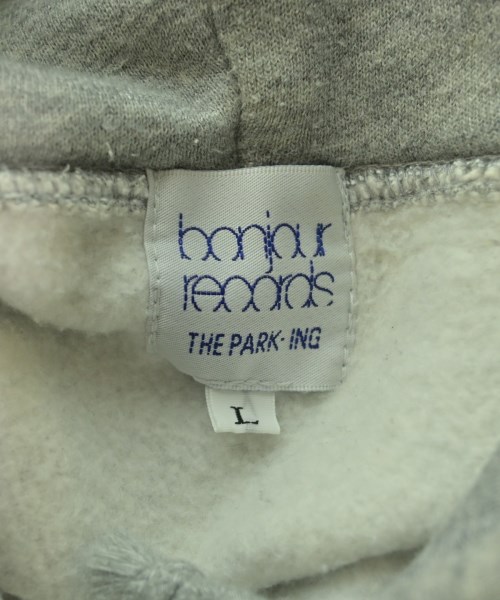 bonjour
records
THE PARK·ING
L